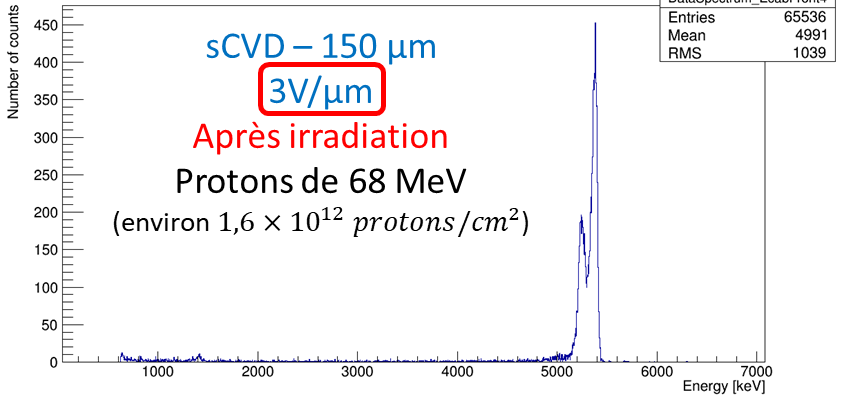 DataSpectrum_EcalFront4
Entries 65536
Mean 4991
RMS 1039
Number of counts
450
400
350
300
250
200
150
100
50
0
sCVD – 150 µm
3V/µm
Après irradiation
Protons de 68 MeV
(environ 1,6 × 10¹² protons/cm²)
1000 2000 3000 4000 5000 6000 7000
Energy [keV]